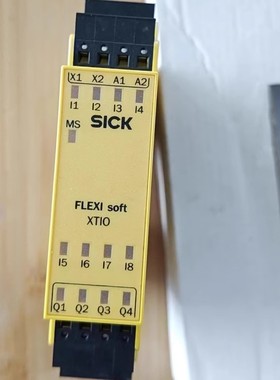 X1 X2 A1 A2
I1 I2 I3 I4
MS SICK
FLEXI soft
XTIO
I5 I6 I7 I8
Q1 Q2 Q3 Q4